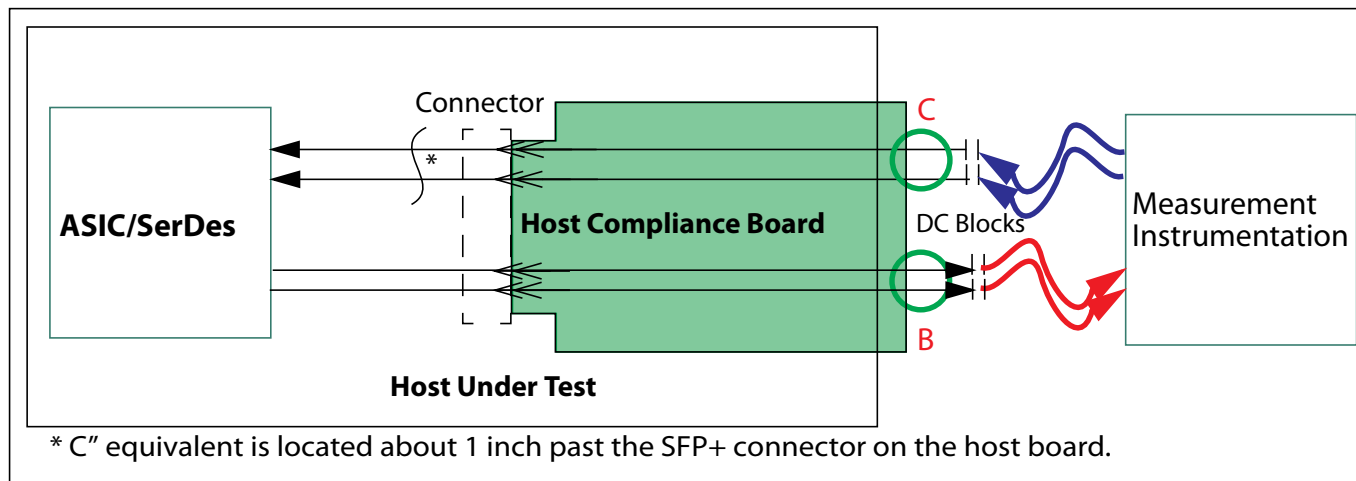 Connector
C
*
ASIC/SerDes
Host Compliance Board
DC Blocks
Measurement
Instrumentation
B
Host Under Test
* C” equivalent is located about 1 inch past the SFP+ connector on the host board.